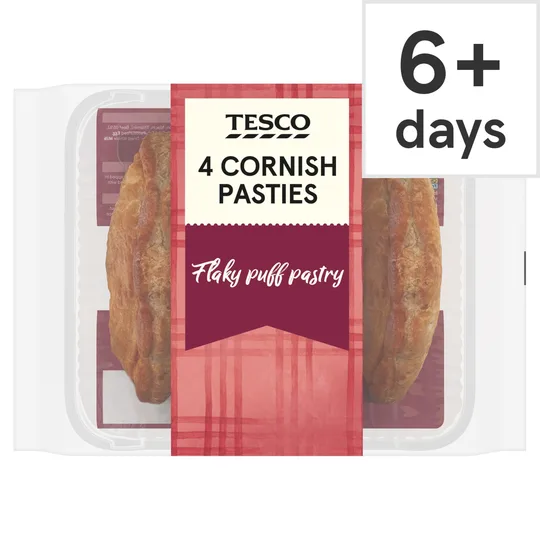 6+
days
TESCO
4 CORNISH
PASTIES
Flaky puff pastry